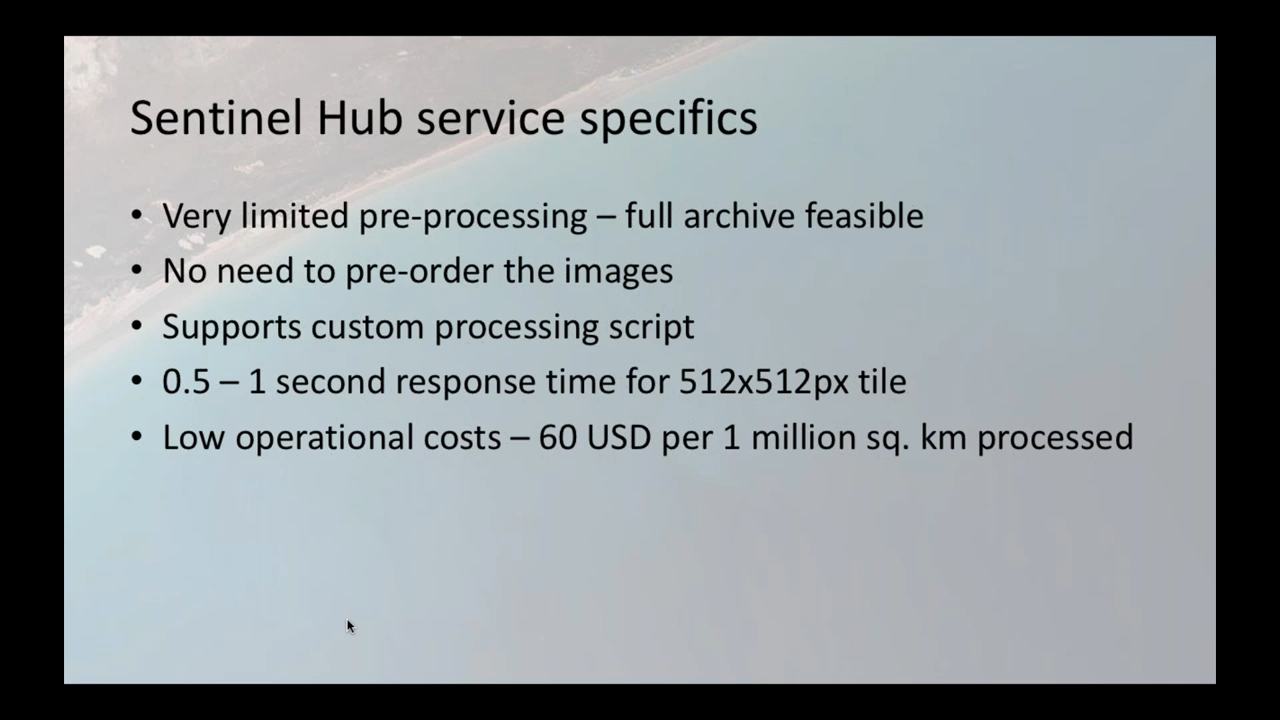 Sentinel Hub service specifics
• Very limited pre-processing – full archive feasible
• No need to pre-order the images
• Supports custom processing script
• 0.5 – 1 second response time for 512x512px tile
• Low operational costs – 60 USD per 1 million sq. km processed